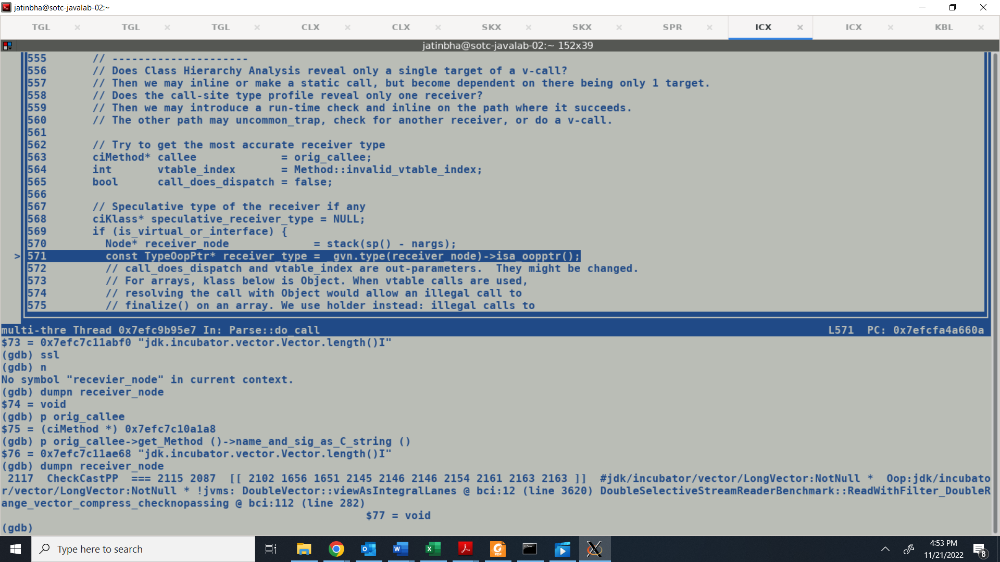 jatinbha@sotc-javalab-02:~
TGL TGL TGL CLX CLX SKX SKX SPR ICX ICX KBL
jatinbha@sotc-javalab-02:~ 152x39
555 // ---------------------
556 // Does Class Hierarchy Analysis reveal only a single target of a v-call?
557 // Then we may inline or make a static call, but become dependent on there being only 1 target.
558 // Does the call-site type profile reveal only one receiver?
559 // Then we may introduce a run-time check and inline on the path where it succeeds.
560 // The other path may uncommon_trap, check for another receiver, or do a v-call.
561
562 // Try to get the most accurate receiver type
563 ciMethod* callee = orig_callee;
564 int vtable_index = Method::invalid_vtable_index;
565 bool call_does_dispatch = false;
566
567 // Speculative type of the receiver if any
568 ciKlass* speculative_receiver_type = NULL;
569 if (is_virtual_or_interface) {
570 Node* receiver_node = stack(sp() - nargs);
> 571 const TypeOopPtr* receiver_type = _gvn.type(receiver_node)->isa_oopptr();
572 // call_does_dispatch and vtable_index are out-parameters.  They might be changed.
573 // For arrays, klass below is Object. When vtable calls are used,
574 // resolving the call with Object would allow an illegal call to
575 // finalize() on an array. We use holder instead: illegal calls to
multi-thre Thread 0x7efc9b95e7 In: Parse::do_call L571 PC: 0x7efcfa4a660a
$73 = 0x7efc7c11abf0 "jdk.incubator.vector.Vector.length()I"
(gdb) ssl
(gdb) n
No symbol "recevier_node" in current context.
(gdb) dumpn receiver_node
$74 = void
(gdb) p orig_callee
$75 = (ciMethod *) 0x7efc7c10a1a8
(gdb) p orig_callee->get_Method ()->name_and_sig_as_C_string ()
$76 = 0x7efc7c11ae68 "jdk.incubator.vector.Vector.length()I"
(gdb) dumpn receiver_node
2117  CheckCastPP  === 2115 2087  [[ 2102 1656 1651 2145 2146 2146 2154 2161 2163 2163 ]]  #jdk/incubator/vector/LongVector:NotNull *  Oop:jdk/incubato
r/vector/LongVector:NotNull * !jvms: DoubleVector::viewAsIntegralLanes @ bci:12 (line 3620) DoubleSelectiveStreamReaderBenchmark::ReadWithFilter_DoubleR
ange_vector_compress_checknopassing @ bci:112 (line 282)
$77 = void
(gdb)
Type here to search
4:53 PM
11/21/2022
8